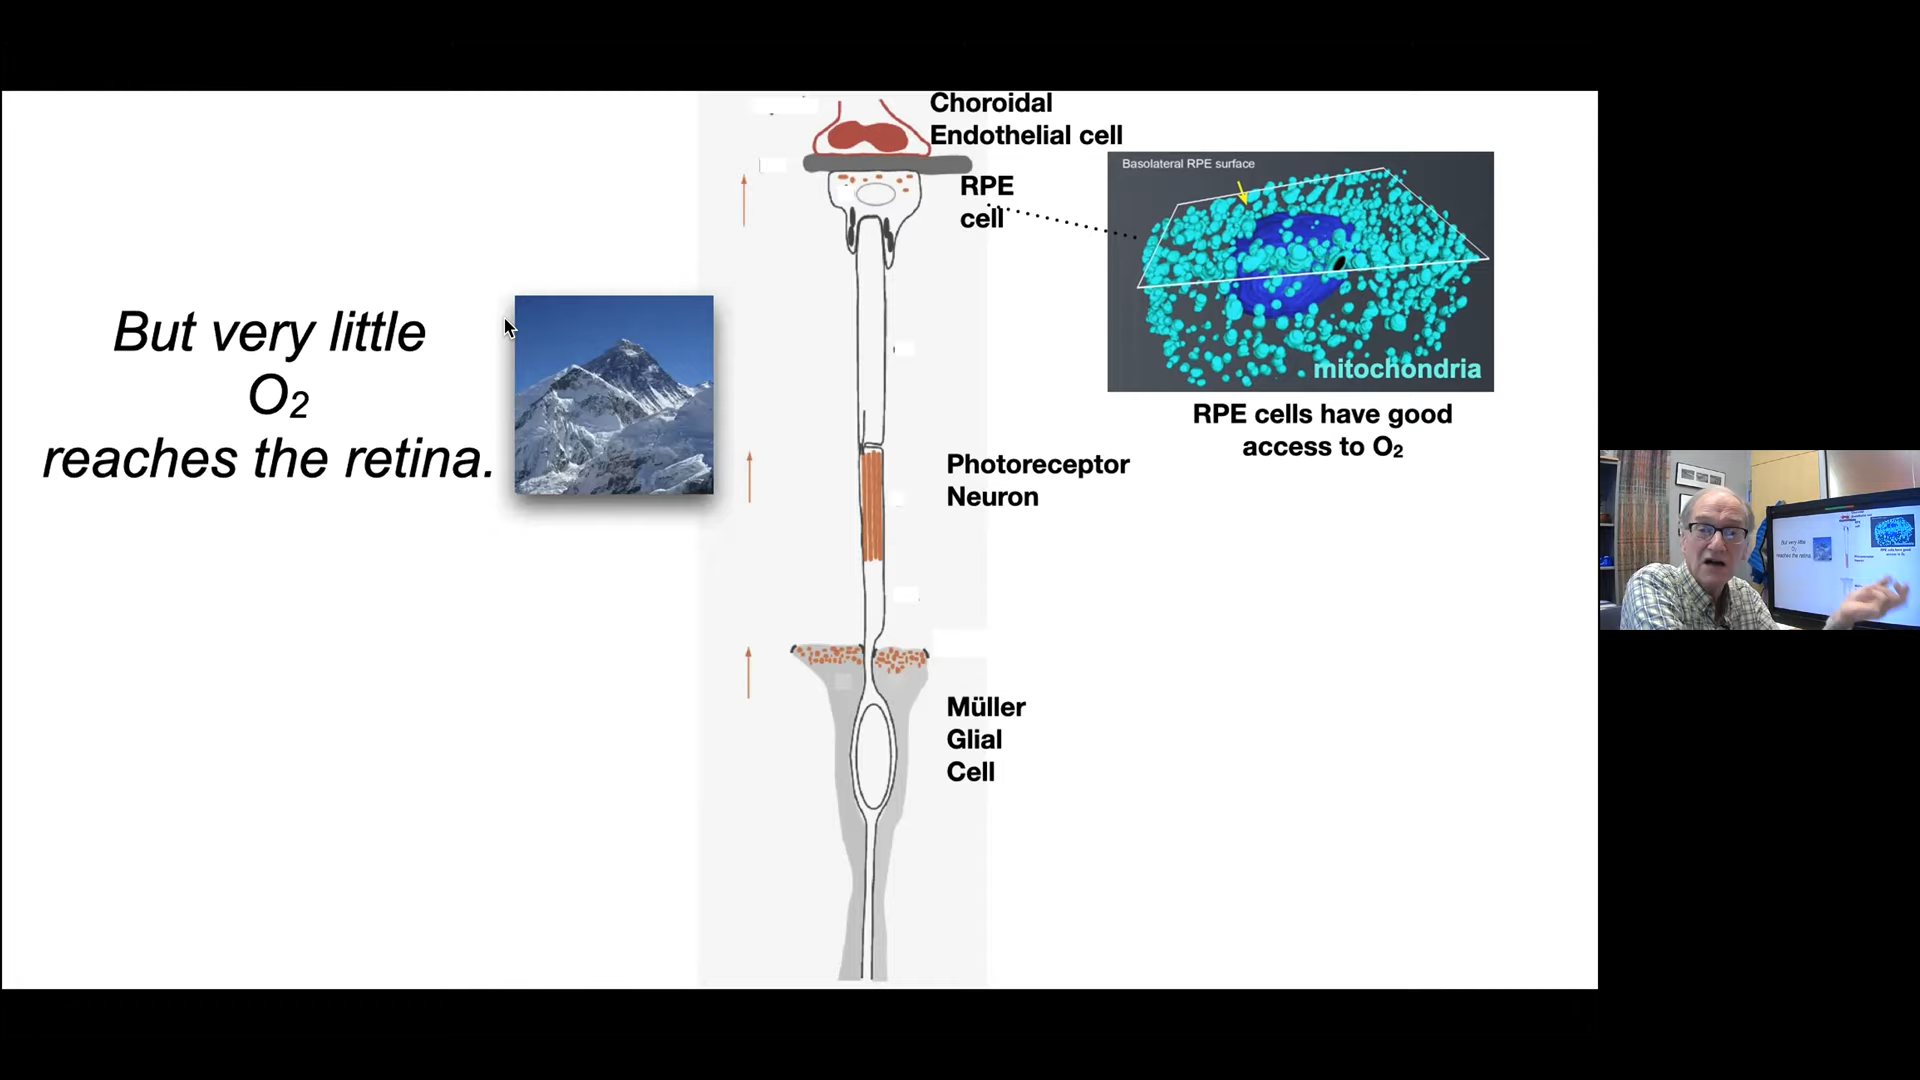 But very little
O₂
reaches the retina.
Choroidal
Endothelial cell
RPE
cell
Photoreceptor
Neuron
Müller
Glial
Cell
Basolateral RPE surface
mitochondria
RPE cells have good
access to O₂